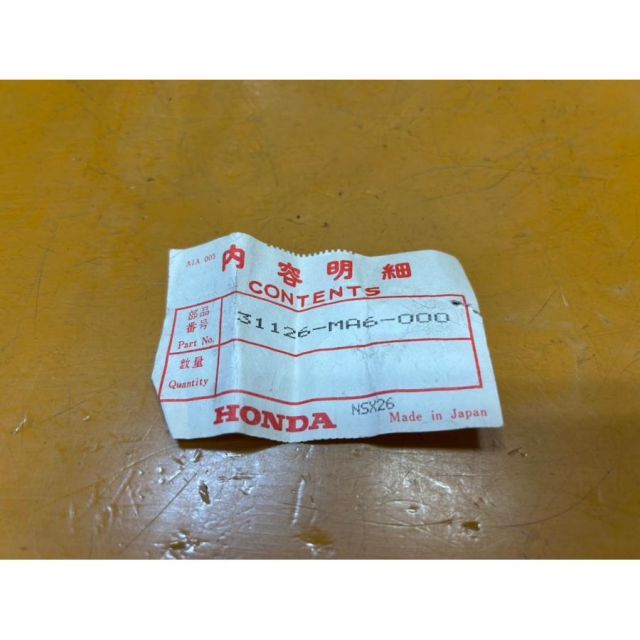 A1A 005
内容明細
CONTENTS
部品
番号
Part No.
31126-MA6-000
数量
Quantity
HONDA
NSX26
Made in Japan